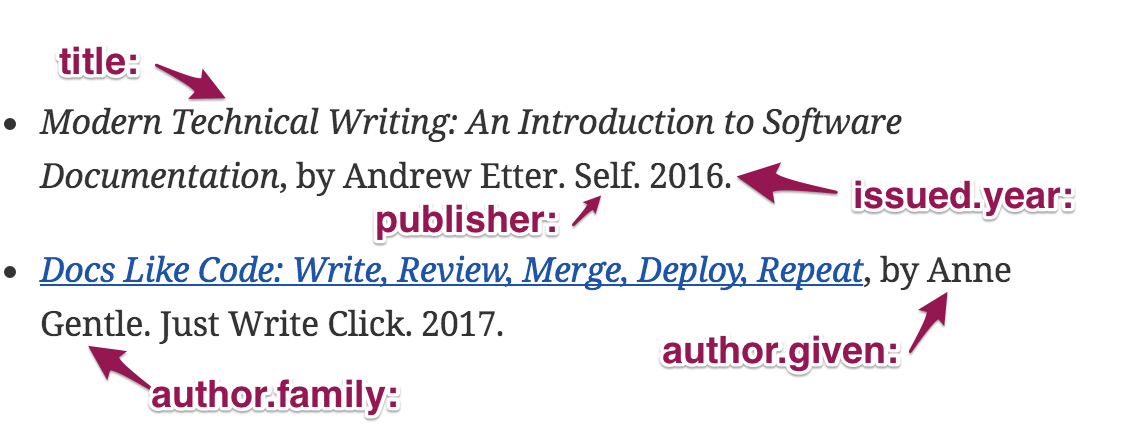 title:
• Modern Technical Writing: An Introduction to Software
Documentation, by Andrew Etter. Self. 2016.
issued.year:
publisher:
• Docs Like Code: Write, Review, Merge, Deploy, Repeat, by Anne
Gentle. Just Write Click. 2017.
author.given:
author.family: